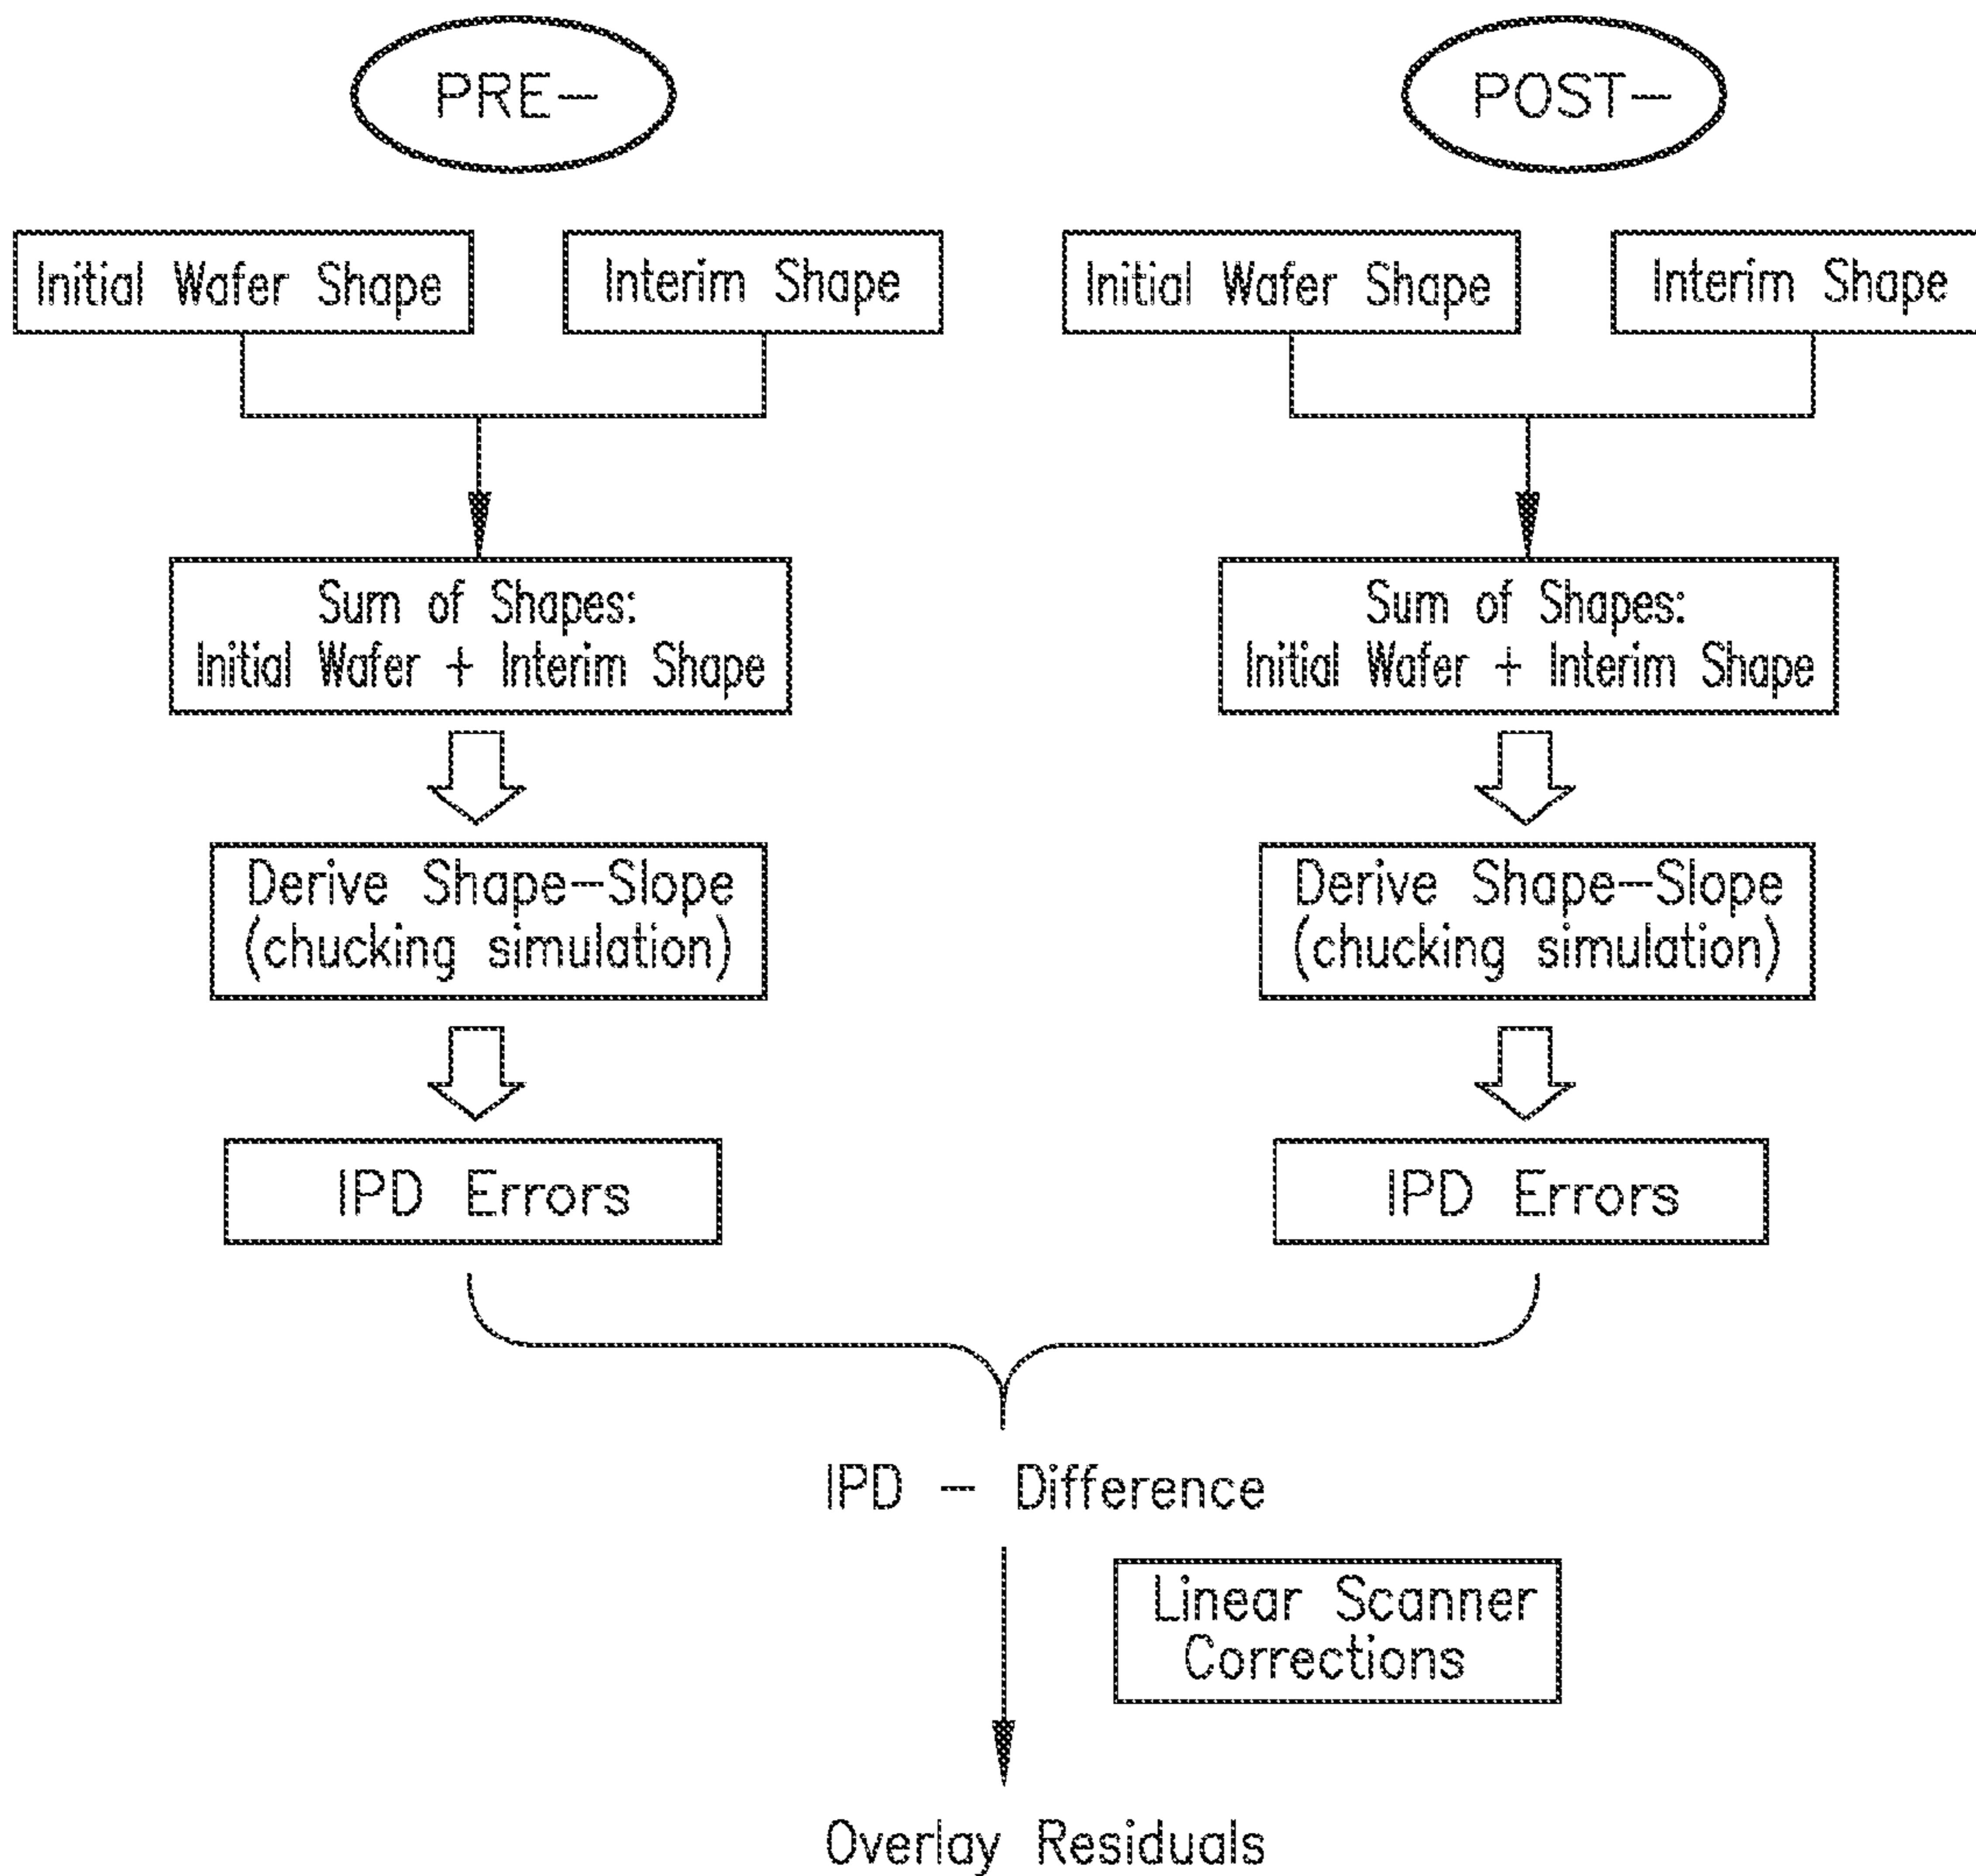 PRE-
POST-
Initial Wafer Shape
Interim Shape
Initial Wafer Shape
Interim Shape
Sum of Shapes:
Initial Wafer + Interim Shape
Sum of Shapes:
Initial Wafer + Interim Shape
Derive Shape-Slope
(chucking simulation)
Derive Shape-Slope
(chucking simulation)
IPD Errors
IPD Errors
IPD - Difference
Linear Scanner
Corrections
Overlay Residuals